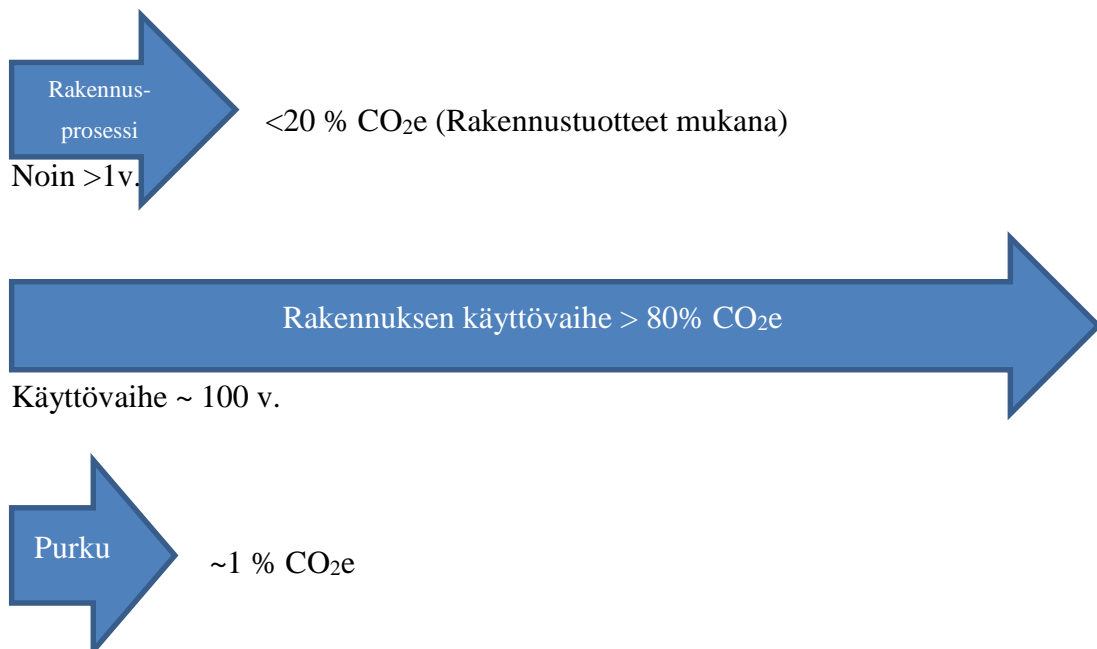 Rakennus-
prosessi
<20 % CO₂e (Rakennustuotteet mukana)
Noin >1v.
Rakennuksen käyttövaihe > 80% CO₂e
Käyttövaihe ~ 100 v.
Purku
~1 % CO₂e